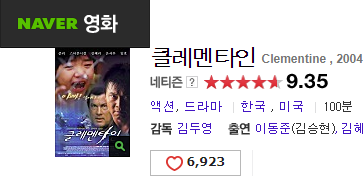 NAVER 영화
클레멘타인 Clementine , 2004
네티즌 ? 9.35
액션, 드라마 | 한국 , 미국 | 100분
감독 김두영 출연 이동준(김승현), 김혜
6,923
아빠!
클레멘타인